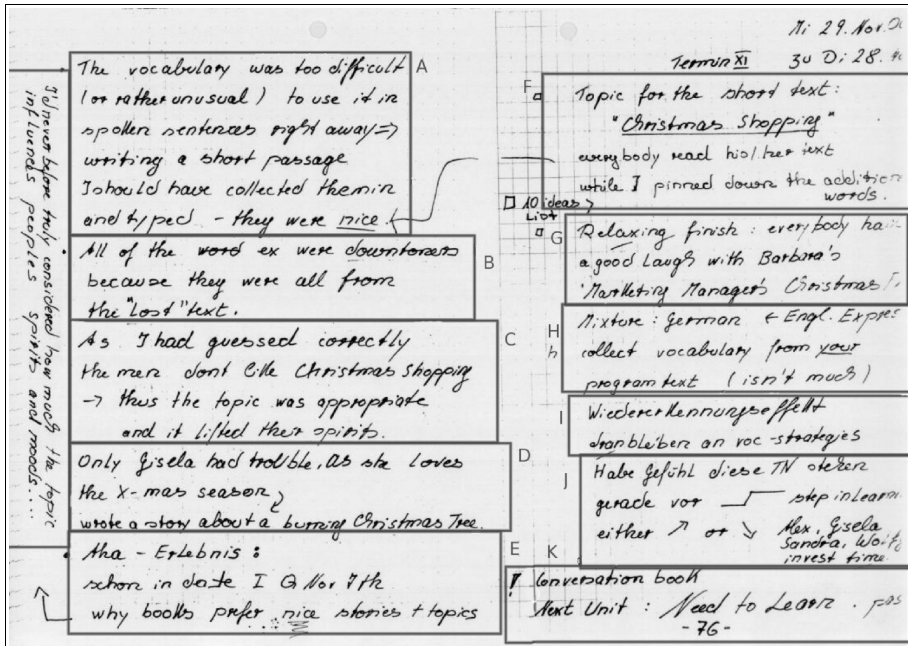 The vocabulary was too difficult A
(or rather unusual) to use it in
spoken sentences right away =>
writing a short passage
I should have collected them in
and typed - they were nice
All of the word ex were downtoners
B
because they were all from
the "Lost" text.
As I had guessed correctly C
the men dont like Christmas Shopping
-> thus the topic was appropriate
and it lifted their spirits.
Only Gisela had trouble, as she loves D
the X-mas season
wrote a story about a burning Christmas Tree.
Aha - Erlebnis : E
schon in date I Q Nov 7th
why books prefer nice stories + topics
I'd never before truly considered how much the topic
influences peoples spirits and moods....
Mi 29. Nov.
Termin XI zu Di 28.
F
Topic for the short text:
"Christmas Shopping"
everybody read his/her text
while I pinned down the addition
words.
10 ideas
List
G Relaxing finish : everybody had
a good laugh with Barbara's
'Marketing Manager's Christmas
H Mixture : German + Engl. Expres
h collect vocabulary from your
program text (isn't much)
I Wiedererkennungseffekt
dranbleiben an voc-strategies
J Habe Gefühl diese TN stehen
gerade vor step in Learn
either ↗ or ↘ Alex, Gisela
Sandra,
invest time.
K
! Conversation book
Next Unit : Need to Learn .
- 76 -